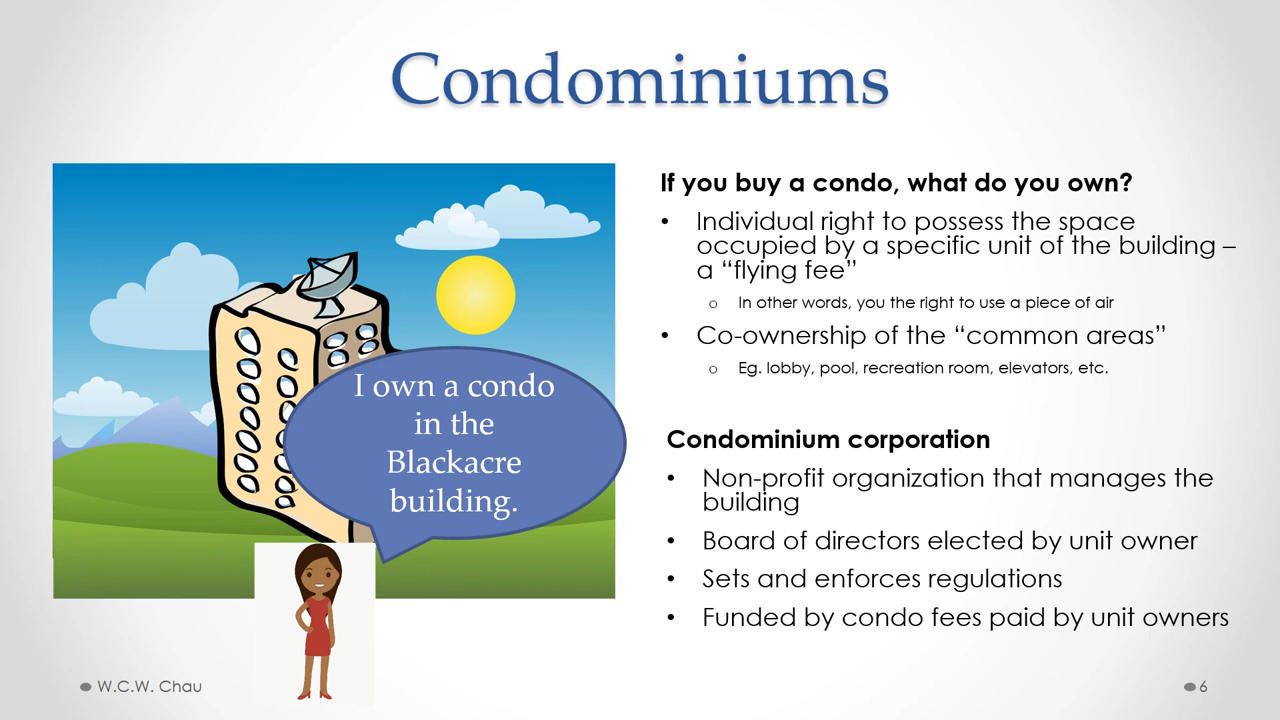 Condominiums
I own a condo
in the
Blackacre
building.
If you buy a condo, what do you own?
• Individual right to possess the space
occupied by a specific unit of the building –
a “flying fee”
o In other words, you the right to use a piece of air
• Co-ownership of the “common areas”
o Eg. lobby, pool, recreation room, elevators, etc.
Condominium corporation
• Non-profit organization that manages the
building
• Board of directors elected by unit owner
• Sets and enforces regulations
• Funded by condo fees paid by unit owners
W.C.W. Chau
6